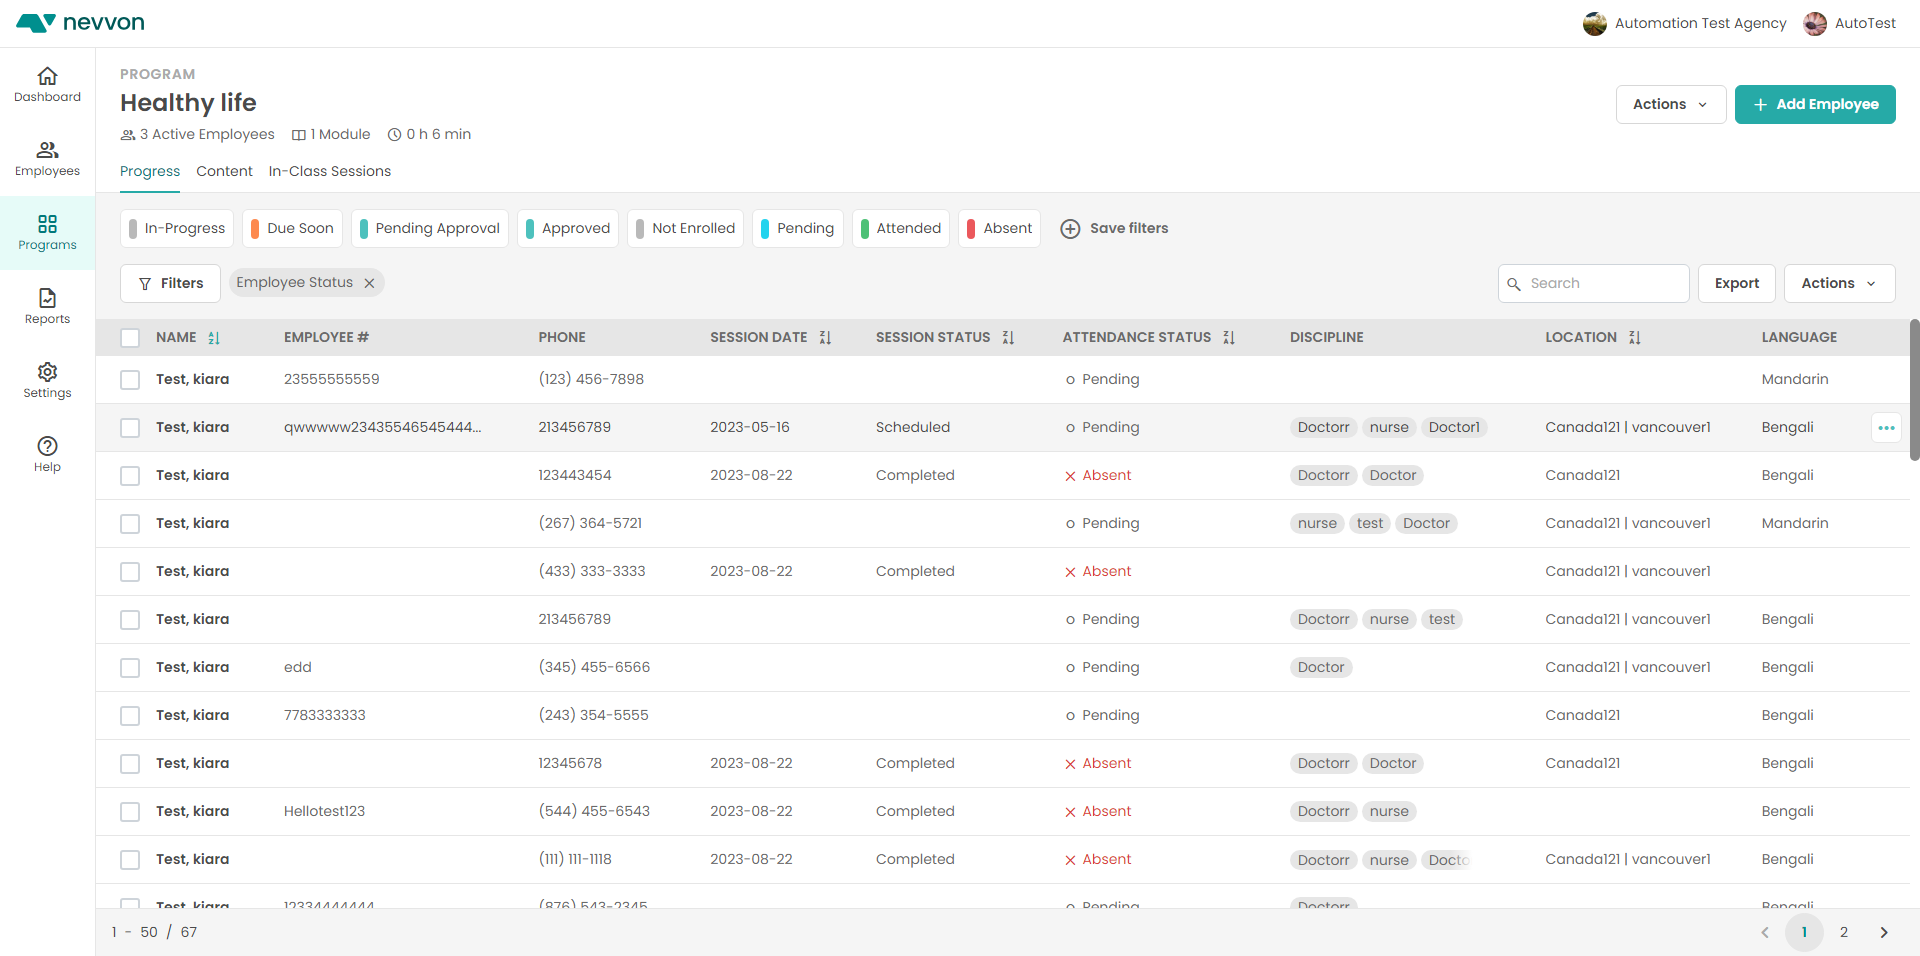 nevvon
Automation Test Agency AutoTest
Dashboard
Employees
Programs
Reports
Settings
Help
PROGRAM
Healthy life
3 Active Employees 1 Module 0 h 6 min
Actions + Add Employee
Progress Content In-Class Sessions
In-Progress Due Soon Pending Approval Approved Not Enrolled Pending Attended Absent Save filters
Filters Employee Status Search Export Actions
NAME EMPLOYEE # PHONE SESSION DATE SESSION STATUS ATTENDANCE STATUS DISCIPLINE LOCATION LANGUAGE
Test, kiara 23555555559 (123) 456-7898 Pending Mandarin
Test, kiara qwwwww23435546545444... 213456789 2023-05-16 Scheduled Pending Doctorr nurse Doctor1 Canada121 | vancouver1 Bengali
Test, kiara 123443454 2023-08-22 Completed Absent Doctorr Doctor Canada121 Bengali
Test, kiara (267) 364-5721 Pending nurse test Doctor Canada121 | vancouver1 Mandarin
Test, kiara (433) 333-3333 2023-08-22 Completed Absent Canada121 | vancouver1
Test, kiara 213456789 Pending Doctorr nurse test Canada121 | vancouver1 Bengali
Test, kiara edd (345) 455-6566 Pending Doctor Canada121 | vancouver1 Bengali
Test, kiara 7783333333 (243) 354-5555 Pending Canada121 Bengali
Test, kiara 12345678 2023-08-22 Completed Absent Doctorr Doctor Canada121 Bengali
Test, kiara Hellotest123 (544) 455-6543 2023-08-22 Completed Absent Doctorr nurse Bengali
Test, kiara (111) 111-1118 2023-08-22 Completed Absent Doctorr nurse Docto Canada121 | vancouver1 Bengali
Test, kiara 12334444444 (876) 543-2345 Pending Doctorr Bengali
1 - 50 / 67 1 2